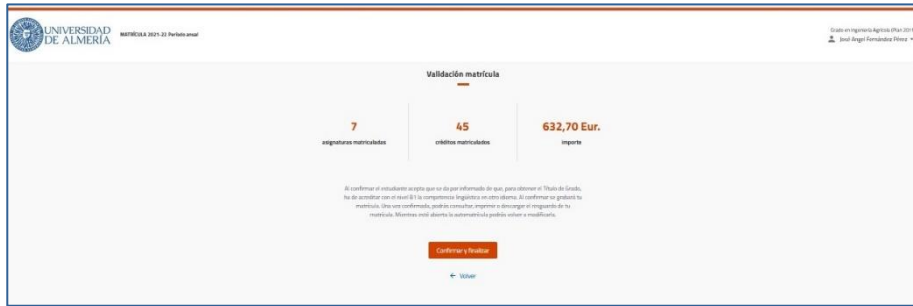 UNIVERSIDAD
DE ALMERÍA
MATRÍCULA 2021-22 Periodo anual
Grado en Ingeniería Agrícola (Plan 201
José Ángel Fernández Pérez
Validación matrícula
7
asignaturas matriculadas
45
créditos matriculados
632,70 Eur.
importe
Al confirmar el estudiante acepta que se da por informado de que, para obtener el Título de Grado,
ha de acreditar con el nivel B1 la competencia lingüística en otro idioma. Al confirmar se grabará tu
matrícula. Una vez confirmada, podrás consultar, imprimir o descargar el resguardo de tu
matrícula. Mientras esté abierta la automatrícula podrás volver a modificarla.
Confirmar y finalizar
← Volver